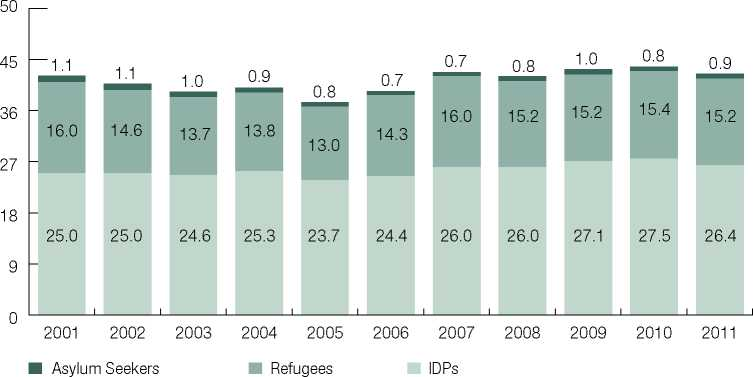 50
45
36
27
18
9
0
1.1 1.1 1.0 0.9 0.8 0.7 0.7 0.8 1.0 0.8 0.9
16.0 14.6 13.7 13.8 13.0 14.3 16.0 15.2 15.2 15.4 15.2
25.0 25.0 24.6 25.3 23.7 24.4 26.0 26.0 27.1 27.5 26.4
2001 2002 2003 2004 2005 2006 2007 2008 2009 2010 2011
Asylum Seekers Refugees IDPs